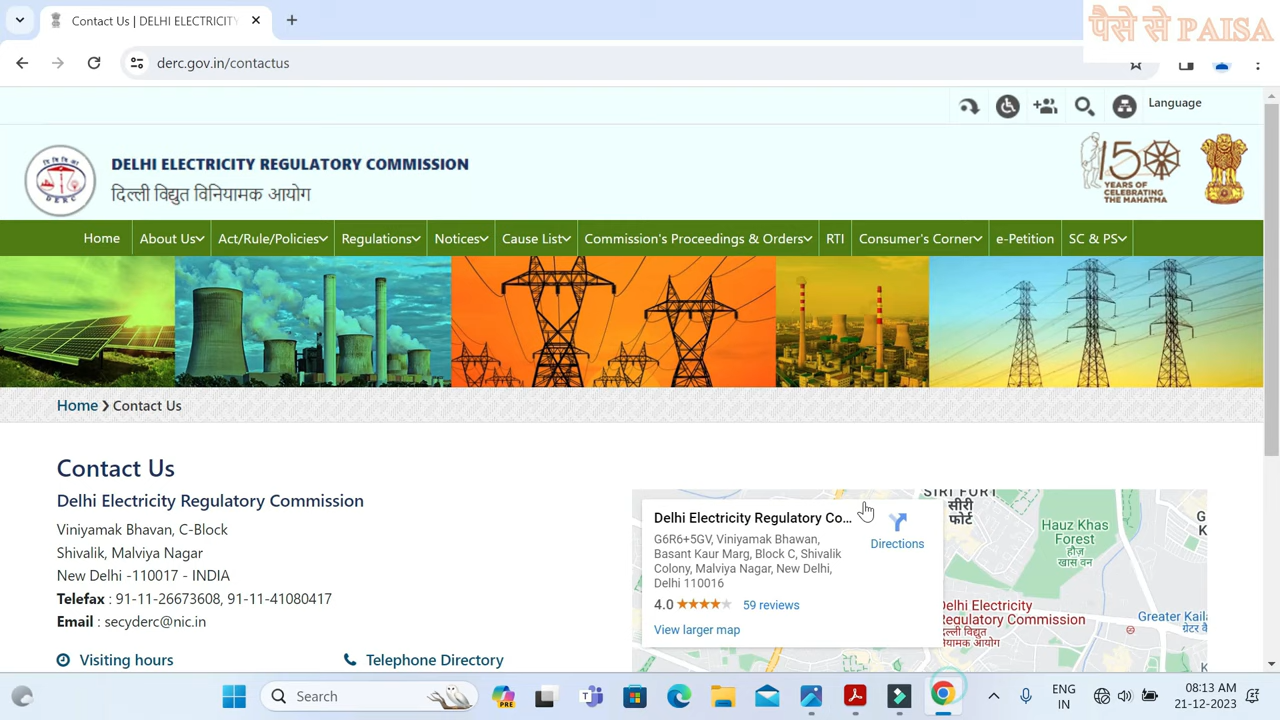 Contact Us | DELHI ELECTRICITY
पैसे से PAISA
derc.gov.in/contactus
Language
DELHI ELECTRICITY REGULATORY COMMISSION
दिल्ली विद्युत विनियामक आयोग
DERC
150
YEARS OF
CELEBRATING
THE MAHATMA
Home
About Us
Act/Rule/Policies
Regulations
Notices
Cause List
Commission's Proceedings & Orders
RTI
Consumer's Corner
e-Petition
SC & PS
Home
Contact Us
Contact Us
Delhi Electricity Regulatory Commission
Viniyamak Bhavan, C-Block
Shivalik, Malviya Nagar
New Delhi -110017 - INDIA
Telefax : 91-11-26673608, 91-11-41080417
Email : secyderc@nic.in
Visiting hours
Telephone Directory
Delhi Electricity Regulatory Co...
G6R6+5GV, Viniyamak Bhawan,
Basant Kaur Marg, Block C, Shivalik
Colony, Malviya Nagar, New Delhi,
Delhi 110016
4.0
59 reviews
View larger map
Directions
SIRI FORT
सीरी
फोर्ट
Hauz Khas
Forest
हौज़
खास वन
Delhi Electricity
Regulatory Commission
दिल्ली विद्युत
Greater Kail
Search
PRE
ENG
IN
08:13 AM
21-12-2023